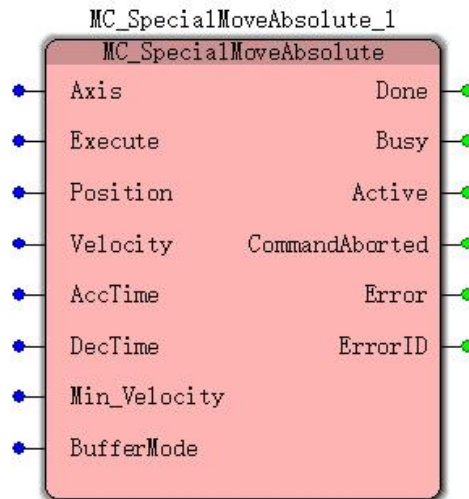 MC_SpecialMoveAbsolute_1
MC_SpecialMoveAbsolute
Axis Done
Execute Busy
Position Active
Velocity CommandAborted
AccTime Error
DecTime ErrorID
Min_Velocity
BufferMode